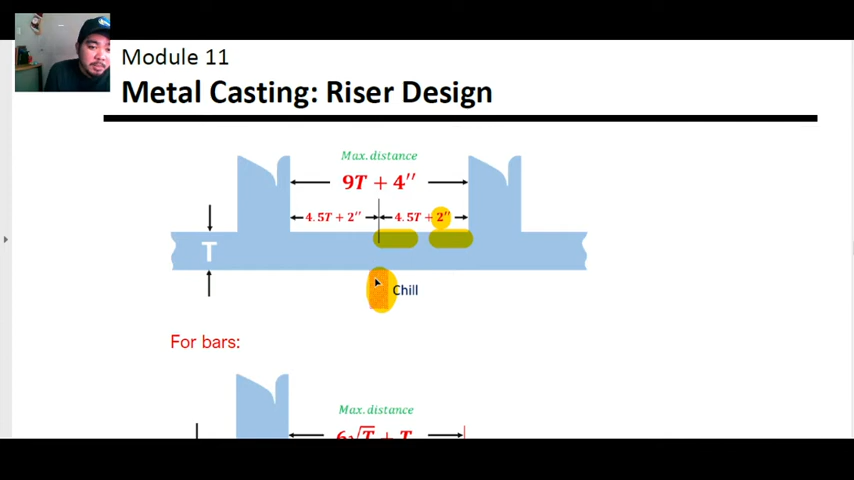 Module 11
Metal Casting: Riser Design
Max. distance
9T + 4''
4.5T + 2'' 4.5T + 2''
T
Chill
For bars:
Max. distance
6√T + T